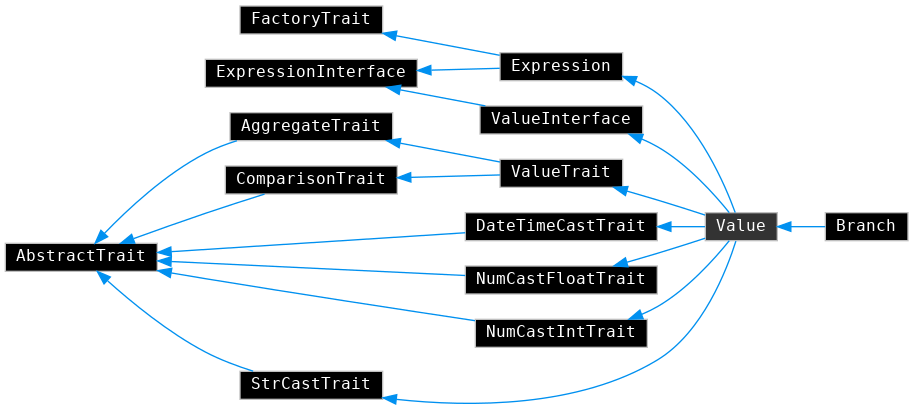 FactoryTrait
Expression
ExpressionInterface
ValueInterface
AggregateTrait
ValueTrait
ComparisonTrait
DateTimeCastTrait
Value
Branch
AbstractTrait
NumCastFloatTrait
NumCastIntTrait
StrCastTrait